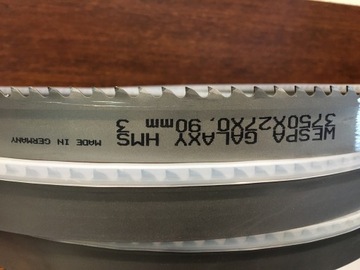 WESPA GALAXY HMS
3750X27X0,90mm 3
MADE IN GERMANY